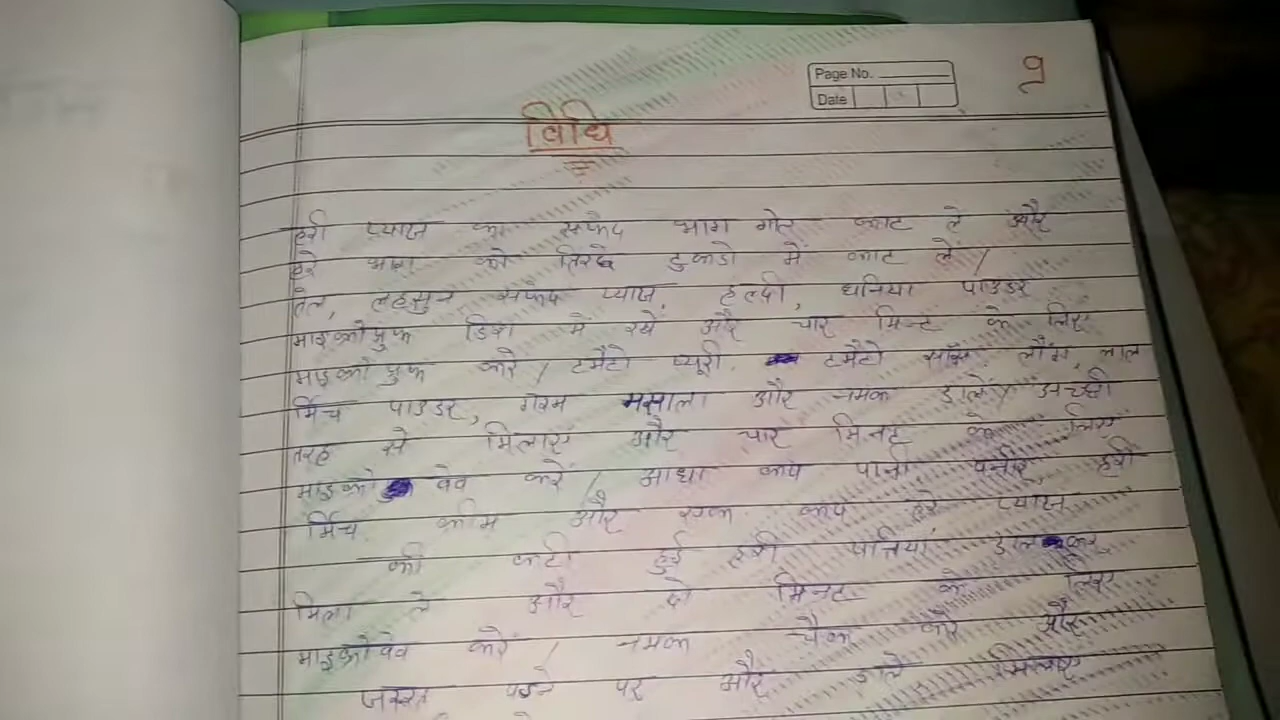 Page No.
Date
9
विधि
हरी प्याज का सफेद भाग गोल काट ले और
हरे भाग को तिरछे टुकडो में काट लें /
तेल, लहसुन सफेद प्याज, हल्दी, धनिया पाउडर
माइक्रोप्रुफ डिश में रखें और चार मिन्ट के लिए
माइक्रोप्रुफ करे / टमैटो प्यूरी, टमैटो सॉस, लौंग, लाल
र्मिच पाउडर, गरम मसाला और नमक डालें / अच्छी
तरह से मिलाए और चार मिनट के लिए
माइक्रो वेव करें / आधा कप पानी पनीर, हरी
र्मिच क्रीम और एक कप हरे प्याज
की कटी हुई हरी पत्तियां डालकर
मिला ले और दो मिनट के लिए
माइक्रोवेव करें / नमक चैक करे और
जरूरत पडने पर और डाले मिलाए